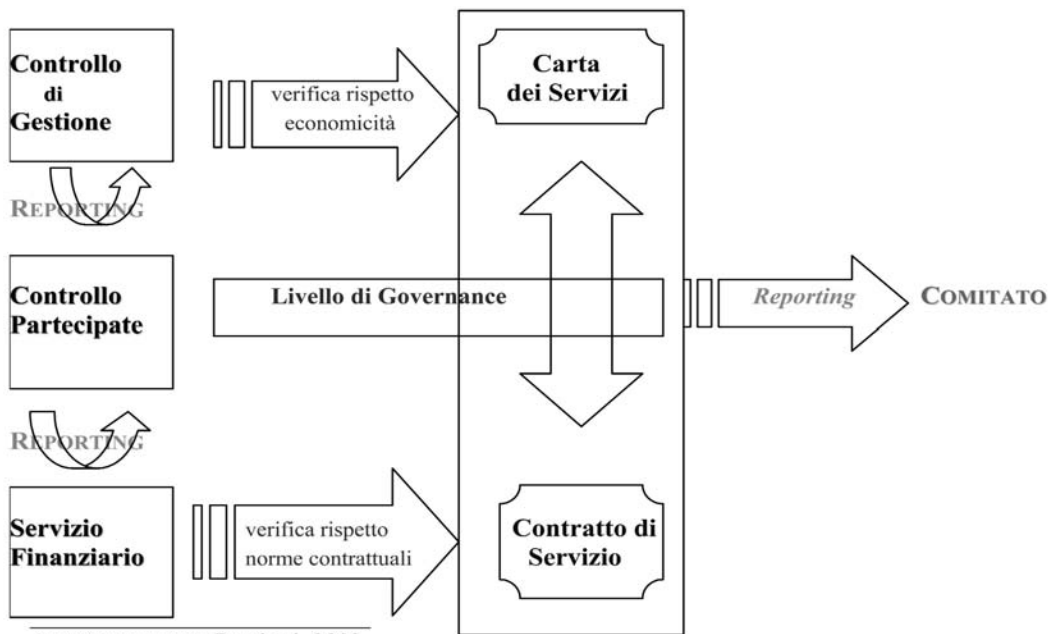 Controllo
di
Gestione
verifica rispetto
economicità
Carta
dei Servizi
REPORTING
Controllo
Partecipate
Livello di Governance
Reporting
COMITATO
REPORTING
Servizio
Finanziario
verifica rispetto
norme contrattuali
Contratto di
Servizio